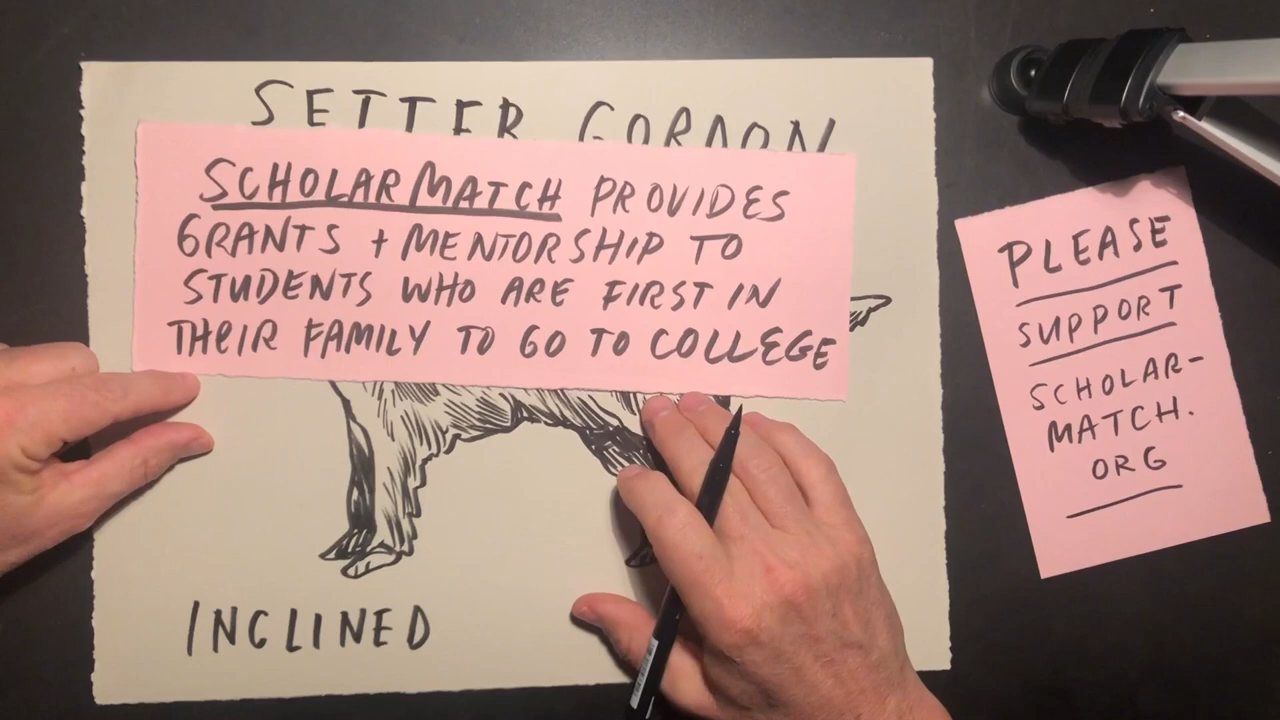 SETTER GORDON
SCHOLARMATCH PROVIDES
GRANTS + MENTORSHIP TO
STUDENTS WHO ARE FIRST IN
THEIR FAMILY TO GO TO COLLEGE
INCLINED
PLEASE
SUPPORT
SCHOLAR-
MATCH.
ORG